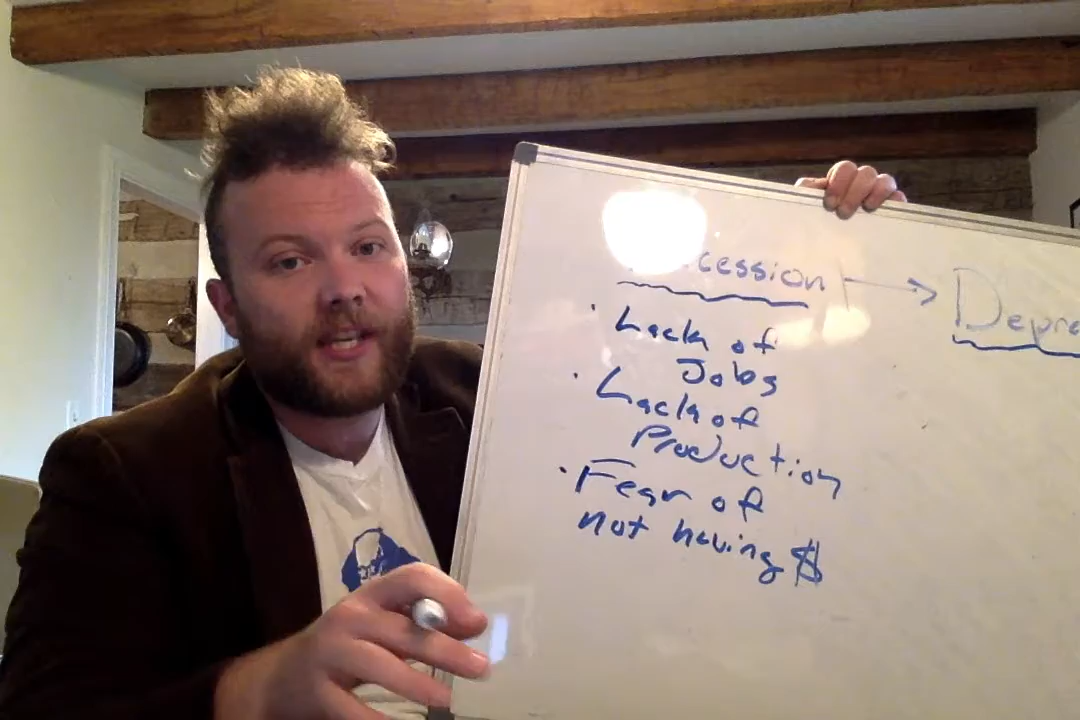 cession → Depre
• Lack of
Jobs
• Lack of
Production
• Fear of
not having $